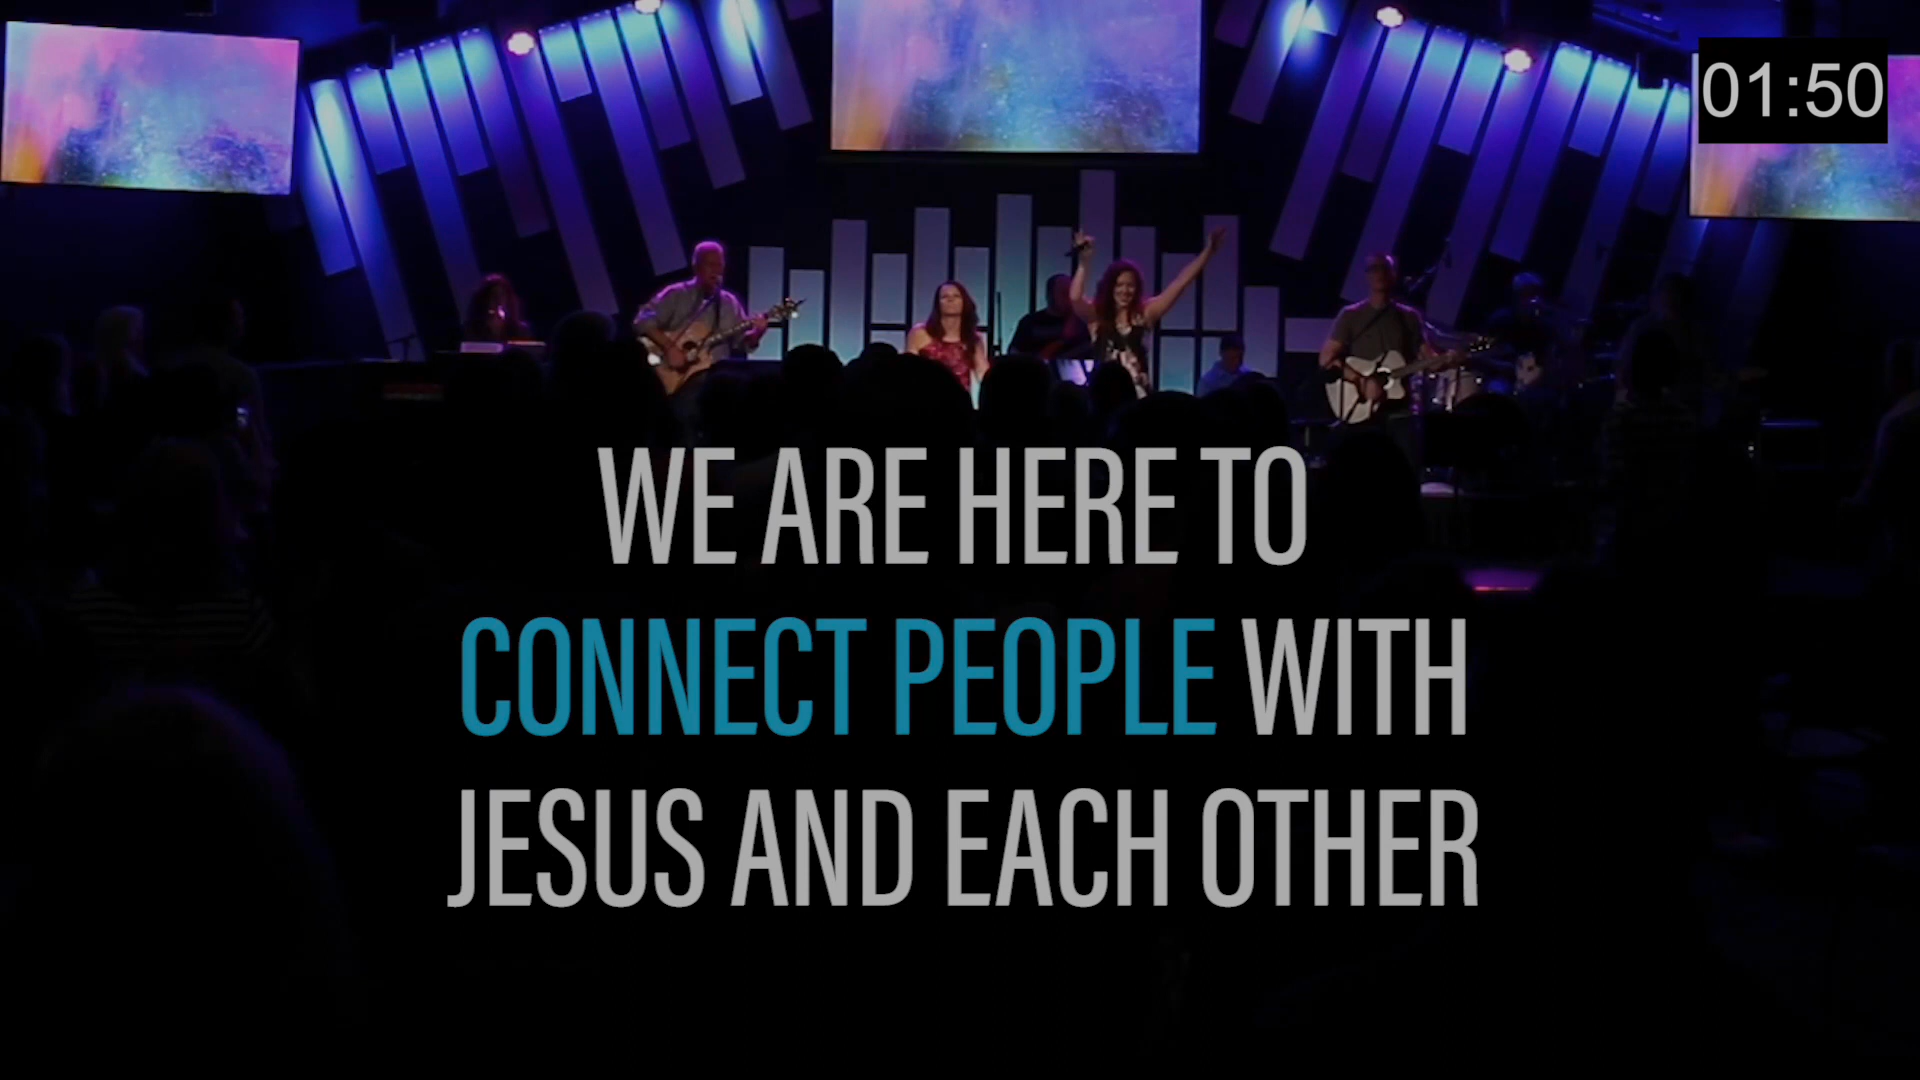 01:50
WE ARE HERE TO
CONNECT PEOPLE WITH
JESUS AND EACH OTHER